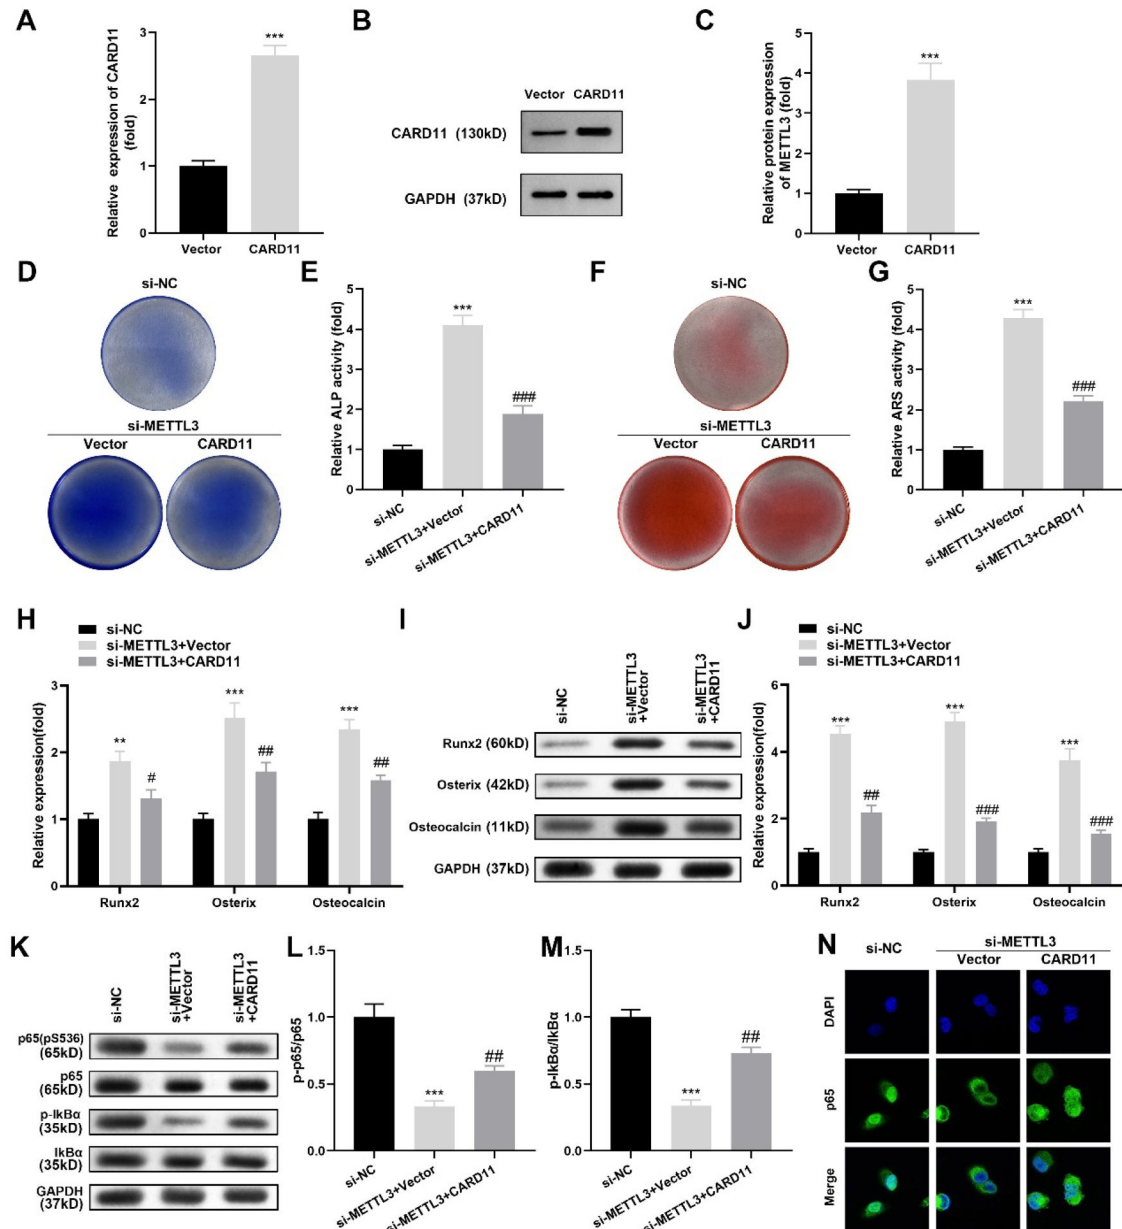 A
Relative expression of CARD11
(fold)
3
2
1
0
***
Vector
CARD11
B
Vector CARD11
CARD11 (130kD)
GAPDH (37kD)
C
Relative protein expression
of METTL3 (fold)
5
4
3
2
1
0
***
Vector
CARD11
D
si-NC
si-METTL3
Vector
CARD11
E
Relative ALP activity (fold)
5
4
3
2
1
0
***
###
si-NC
si-METTL3+Vector
si-METTL3+CARD11
F
si-NC
si-METTL3
Vector
CARD11
G
Relative ARS activity (fold)
5
4
3
2
1
0
***
###
si-NC
si-METTL3+Vector
si-METTL3+CARD11
H
si-NC
si-METTL3+Vector
si-METTL3+CARD11
Relative expression(fold)
3
2
1
0
**
#
***
##
***
##
Runx2
Osterix
Osteocalcin
I
si-NC
si-METTL3
+Vector
si-METTL3
+CARD11
Runx2 (60kD)
Osterix (42kD)
Osteocalcin (11kD)
GAPDH (37kD)
J
si-NC
si-METTL3+Vector
si-METTL3+CARD11
Relative expression(fold)
6
4
2
0
***
##
***
###
***
###
Runx2
Osterix
Osteocalcin
K
si-NC
si-METTL3
+Vector
si-METTL3
+CARD11
p65(pS536)
(65kD)
p65
(65kD)
p-IkBα
(35kD)
IkBα
(35kD)
GAPDH
(37kD)
L
p-p65/p65
1.5
1.0
0.5
0.0
***
##
si-NC
si-METTL3+Vector
si-METTL3+CARD11
M
p-IkBα/IkBα
1.5
1.0
0.5
0.0
***
##
si-NC
si-METTL3+Vector
si-METTL3+CARD11
N
si-NC
si-METTL3
Vector
CARD11
DAPI
p65
Merge